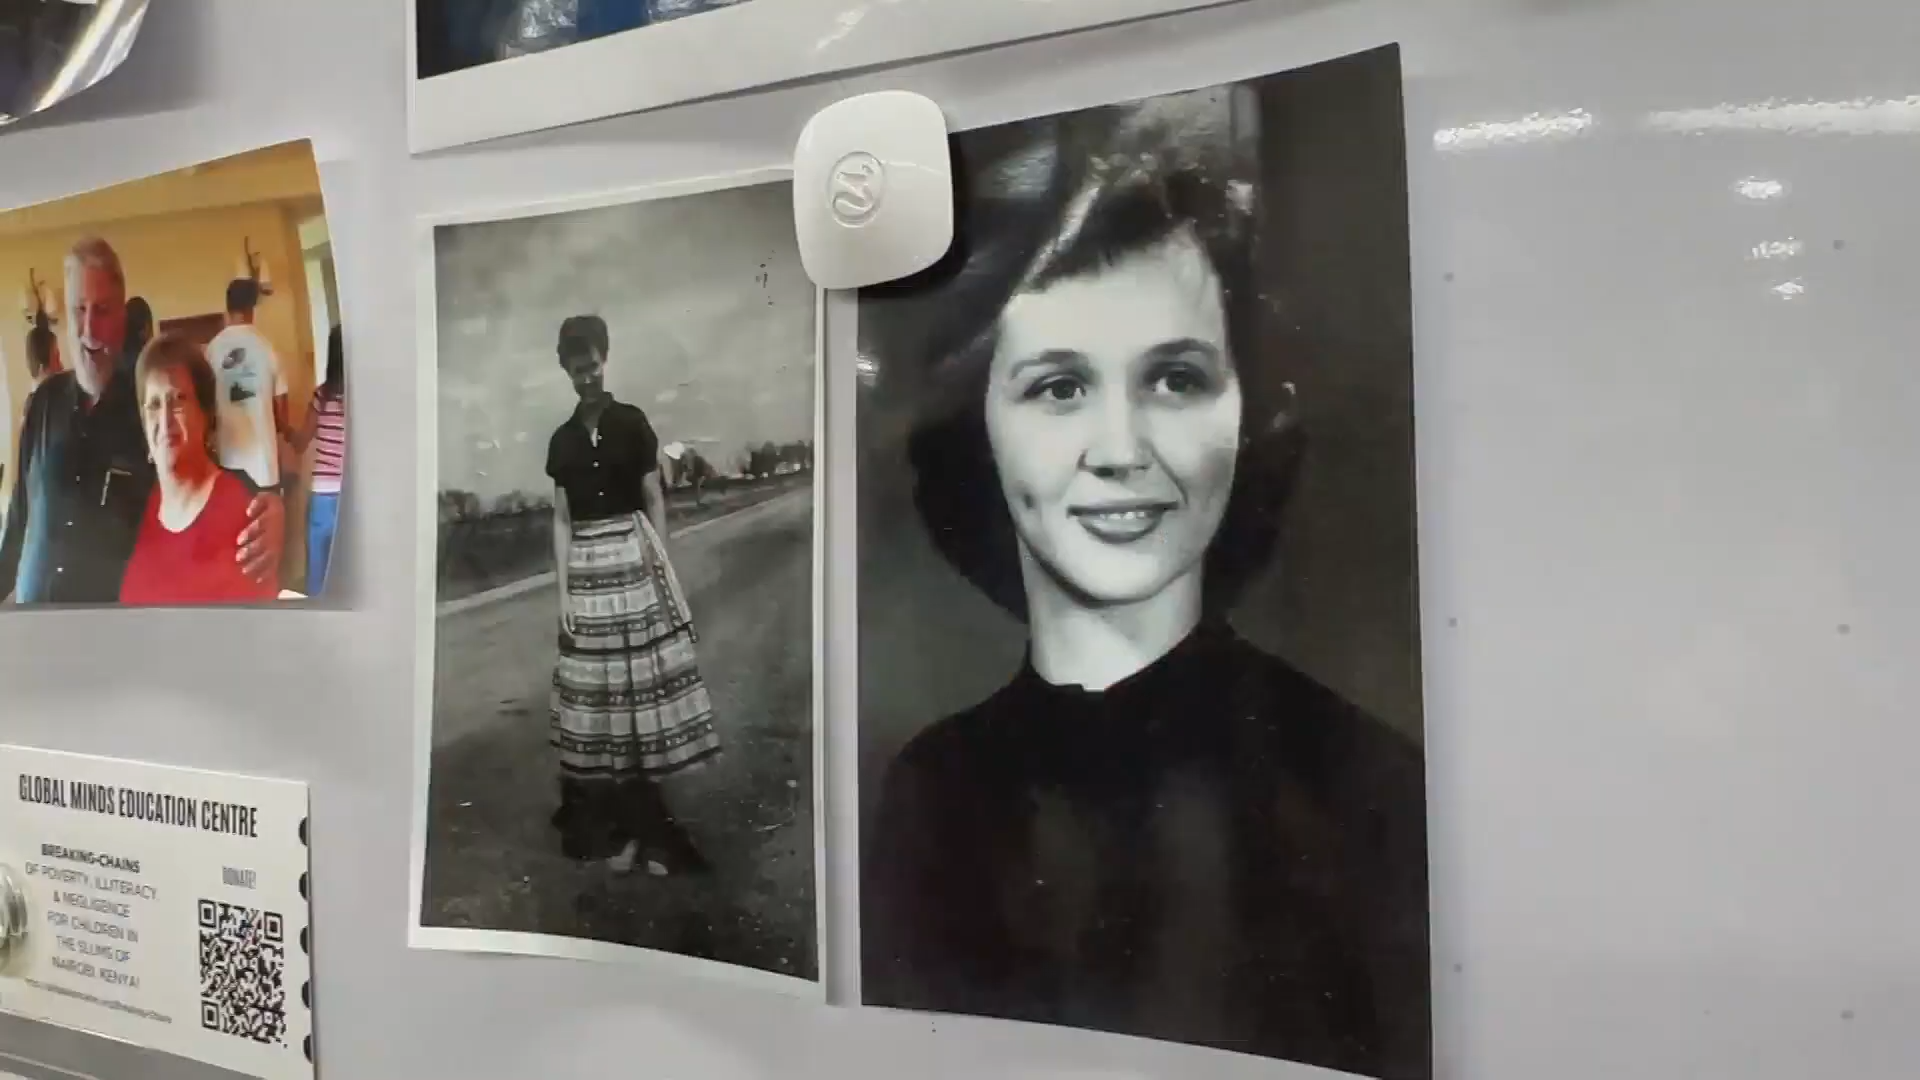 GLOBAL MINDS EDUCATION CENTRE
BREAKING-CHAINS
OF POVERTY, ILLITERACY,
& NEGLIGENCE
FOR CHILDREN IN
THE SLUMS OF
NAIROBI, KENYA!
DONATE!